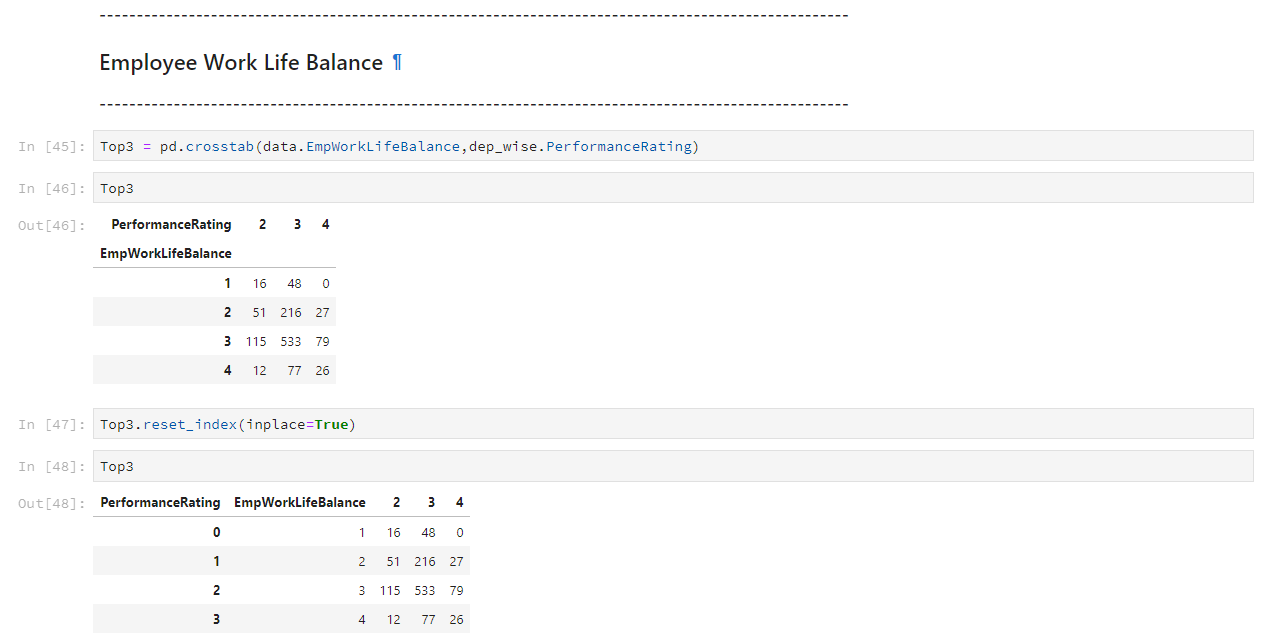 ----------------------------------------------------------------------------------------------------
Employee Work Life Balance ¶
----------------------------------------------------------------------------------------------------
In [45]: Top3 = pd.crosstab(data.EmpWorkLifeBalance,dep_wise.PerformanceRating)
In [46]: Top3
Out[46]: PerformanceRating 2 3 4
EmpWorkLifeBalance
1 16 48 0
2 51 216 27
3 115 533 79
4 12 77 26
In [47]: Top3.reset_index(inplace=True)
In [48]: Top3
Out[48]: PerformanceRating EmpWorkLifeBalance 2 3 4
0 1 16 48 0
1 2 51 216 27
2 3 115 533 79
3 4 12 77 26